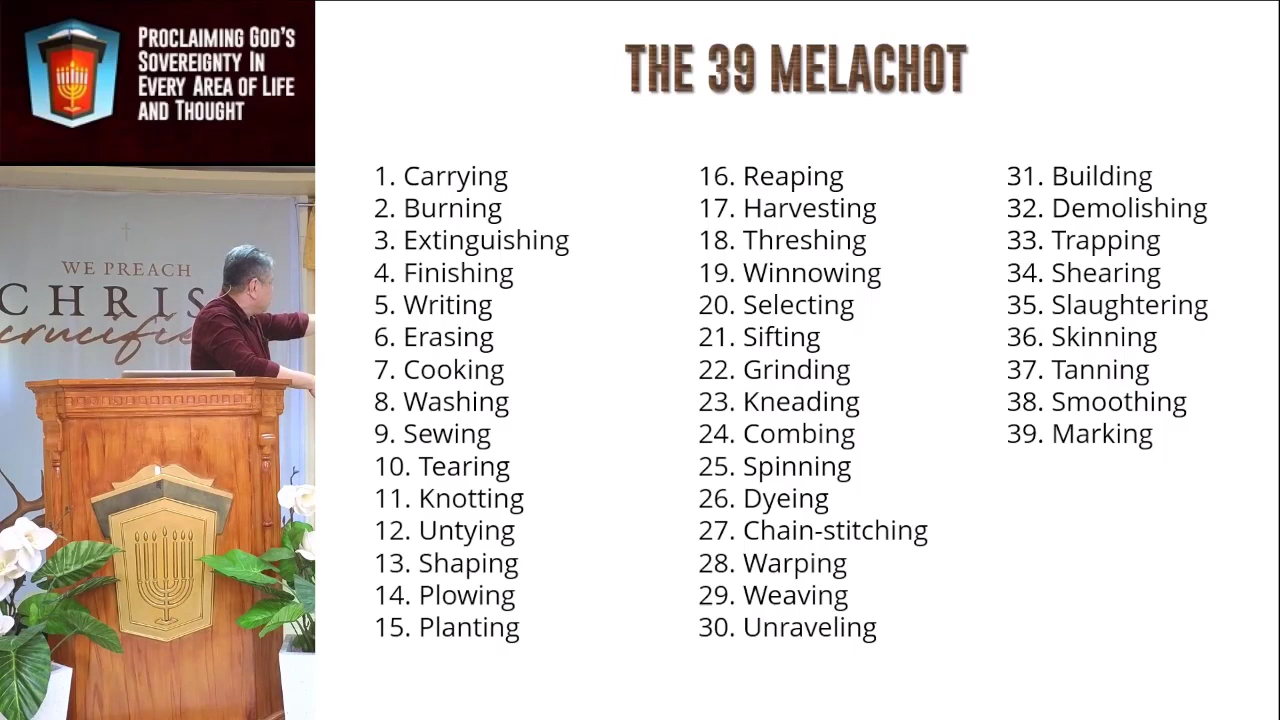 PROCLAIMING GOD'S
SOVEREIGNTY IN
EVERY AREA OF LIFE
AND THOUGHT
WE PREACH
CHRIS
crucifie
THE 39 MELACHOT
1. Carrying
2. Burning
3. Extinguishing
4. Finishing
5. Writing
6. Erasing
7. Cooking
8. Washing
9. Sewing
10. Tearing
11. Knotting
12. Untying
13. Shaping
14. Plowing
15. Planting
16. Reaping
17. Harvesting
18. Threshing
19. Winnowing
20. Selecting
21. Sifting
22. Grinding
23. Kneading
24. Combing
25. Spinning
26. Dyeing
27. Chain-stitching
28. Warping
29. Weaving
30. Unraveling
31. Building
32. Demolishing
33. Trapping
34. Shearing
35. Slaughtering
36. Skinning
37. Tanning
38. Smoothing
39. Marking